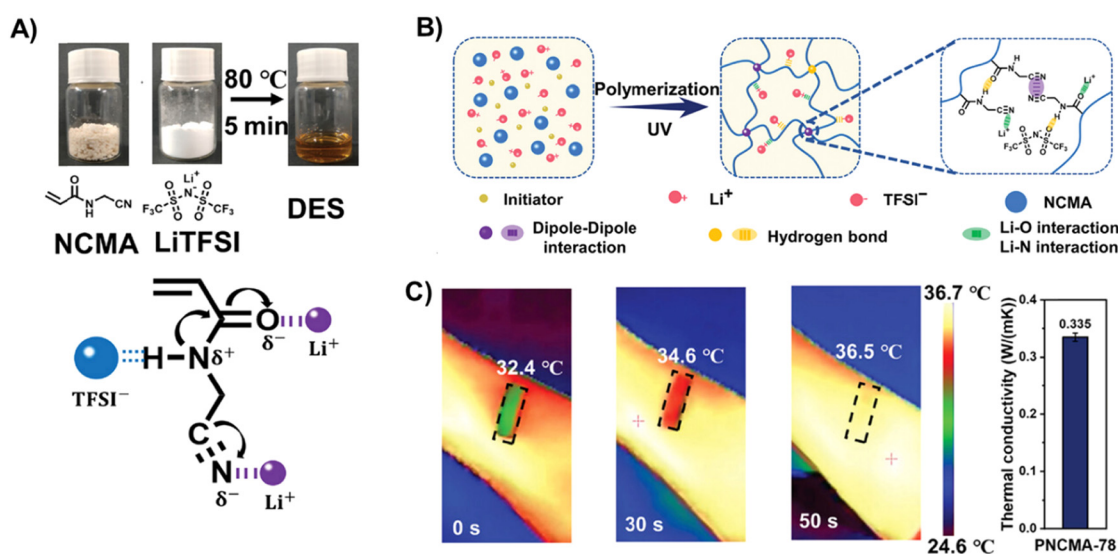 A)
80 °C
5 min
O
N
H
CN
NCMA
Li⁺
O
O
N⁻
S
S
F₃C
O
O
CF₃
LiTFSI
DES
O
δ⁻
Li⁺
H
N
δ⁺
TFSI⁻
C
N
δ⁻
Li⁺
B)
Polymerization
UV
Initiator
Li⁺
TFSI⁻
NCMA
Dipole-Dipole
interaction
Hydrogen bond
Li-O interaction
Li-N interaction
C)
32.4 °C
0 s
34.6 °C
30 s
36.5 °C
50 s
36.7 °C
24.6 °C
Thermal conductivity (W/(mK))
0.4
0.3
0.2
0.1
0.0
0.335
PNCMA-78